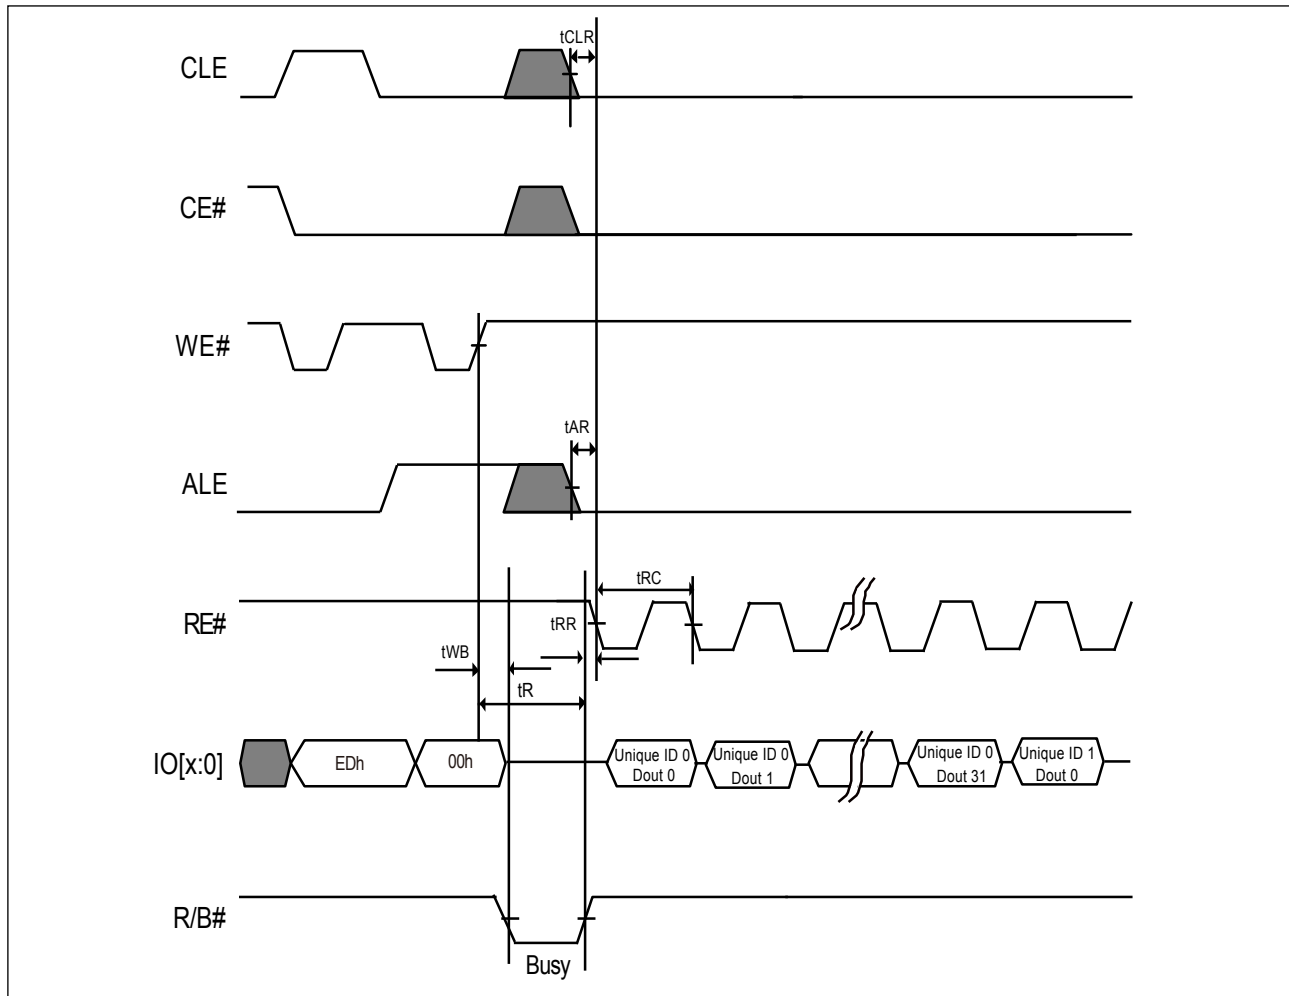 tCLR
CLE
CE#
WE#
tAR
ALE
tRC
RE#
tRR
tWB
tR
IO[x:0]
EDh
00h
Unique ID 0
Dout 0
Unique ID 0
Dout 1
Unique ID 0
Dout 31
Unique ID 1
Dout 0
R/B#
Busy